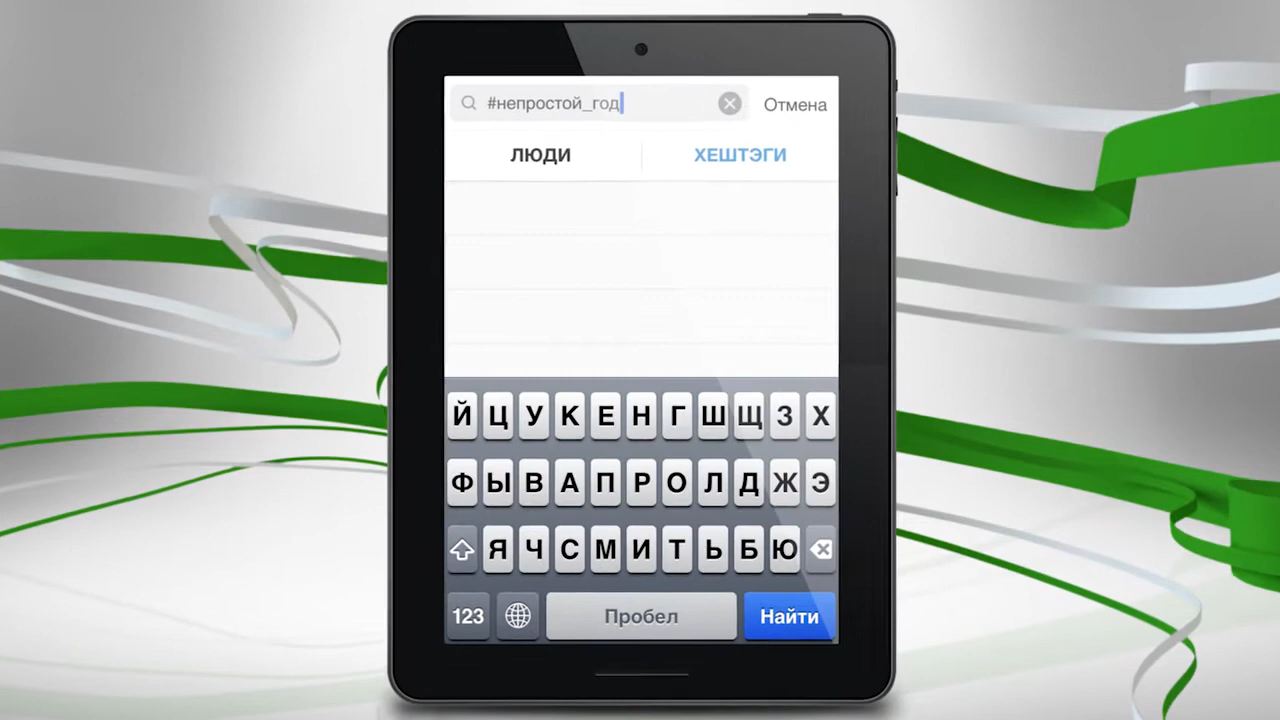 #непростой_год Отмена
ЛЮДИ ХЕШТЭГИ
Й Ц У К Е Н Г Ш Щ З Х
Ф Ы В А П Р О Л Д Ж Э
Я Ч С М И Т Ь Б Ю
123 Пробел Найти